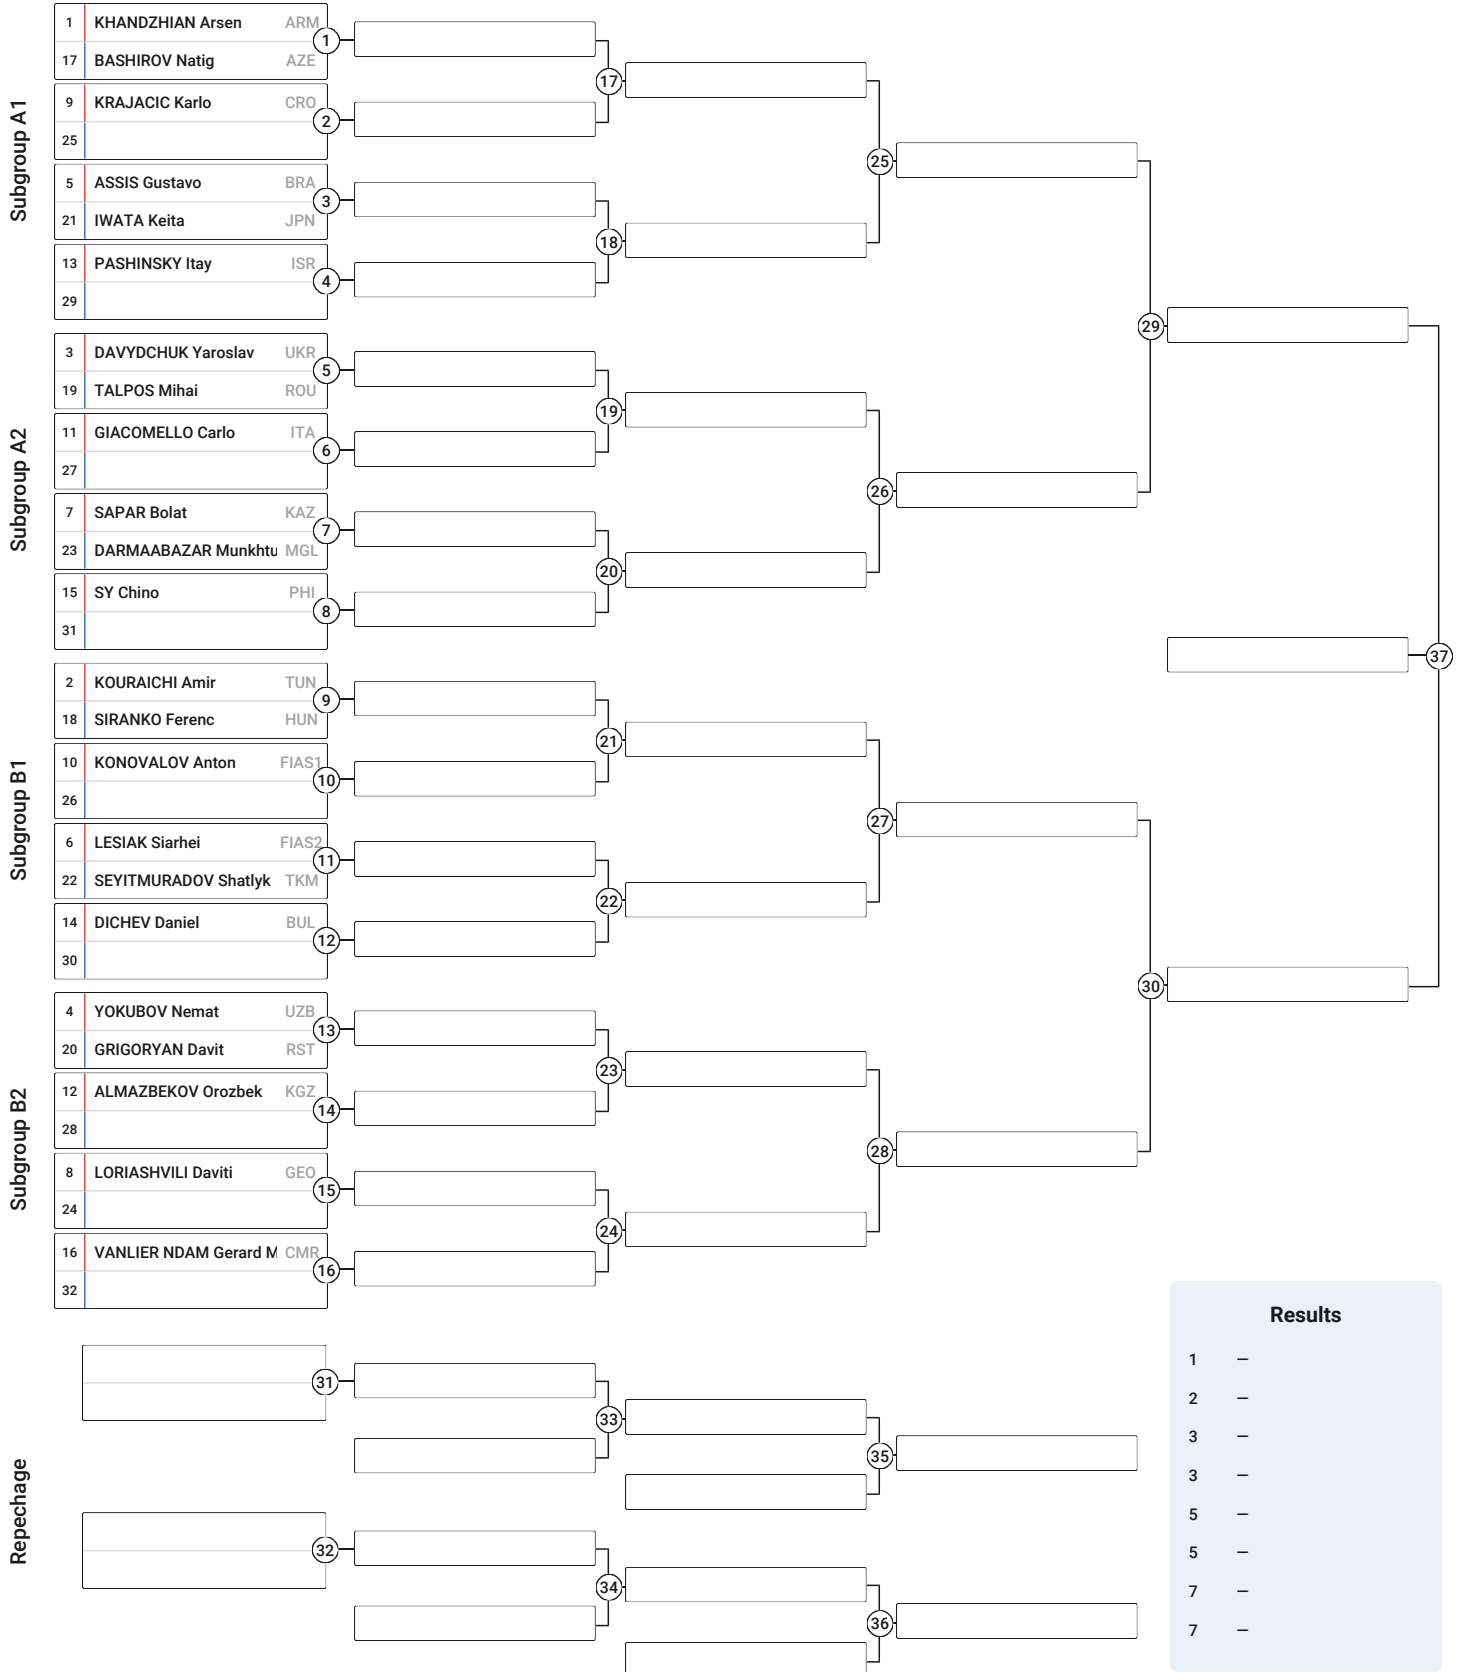 Subgroup A1
1 KHANDZHIAN Arsen ARM
17 BASHIROV Natig AZE
1
9 KRAJACIC Karlo CRO
25
2
17
5 ASSIS Gustavo BRA
21 IWATA Keita JPN
3
13 PASHINSKY Itay ISR
29
4
18
25
Subgroup A2
3 DAVYDCHUK Yaroslav UKR
19 TALPOS Mihai ROU
5
11 GIACOMELLO Carlo ITA
27
6
19
7 SAPAR Bolat KAZ
23 DARMAABAZAR Munkhtu MGL
7
15 SY Chino PHI
31
8
20
26
29
Subgroup B1
2 KOURAICHI Amir TUN
18 SIRANKO Ferenc HUN
9
10 KONOVALOV Anton FIAS1
26
10
21
6 LESIAK Siarhei FIAS2
22 SEYITMURADOV Shatlyk TKM
11
14 DICHEV Daniel BUL
30
12
22
27
Subgroup B2
4 YOKUBOV Nemat UZB
20 GRIGORYAN Davit RST
13
12 ALMAZBEKOV Orozbek KGZ
28
14
23
8 LORIASHVILI Daviti GEO
24
15
16 VANLIER NDAM Gerard M CMR
32
16
24
28
30
37
Repechage
31
33
35
32
34
36
Results
1 –
2 –
3 –
3 –
5 –
5 –
7 –
7 –